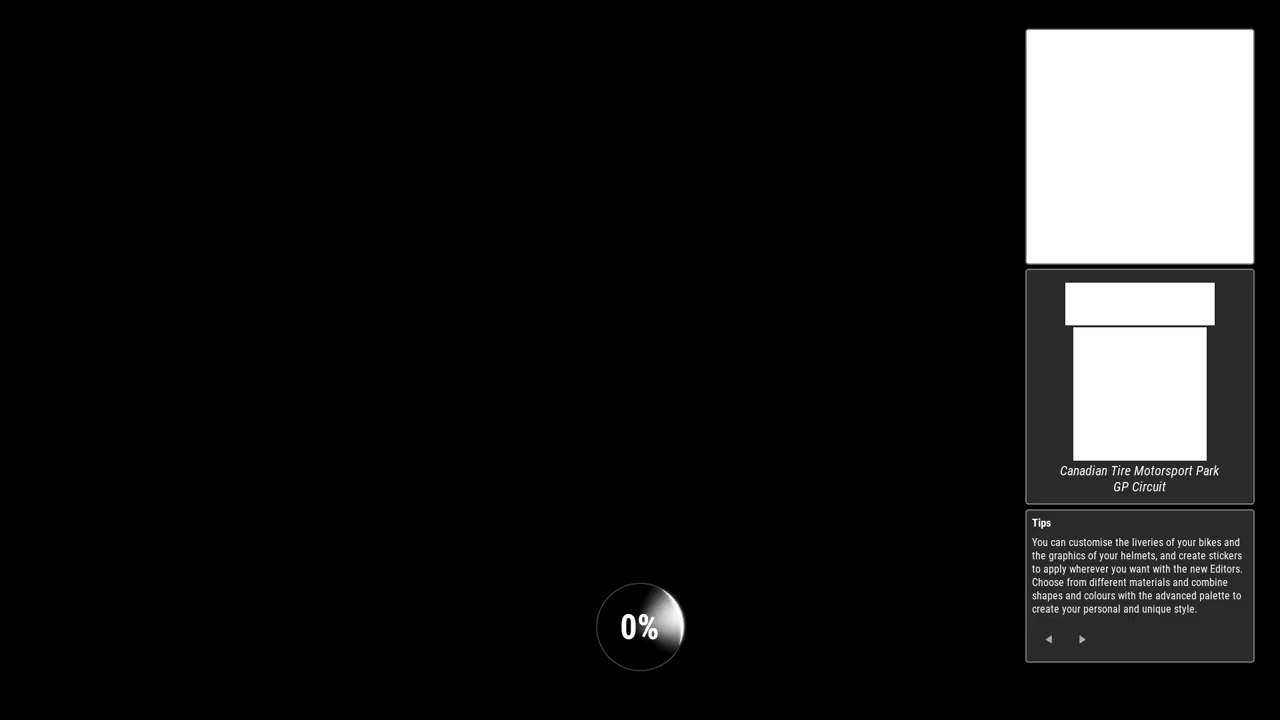 Canadian Tire Motorsport Park
GP Circuit
Tips
You can customise the liveries of your bikes and
the graphics of your helmets, and create stickers
to apply wherever you want with the new Editors.
Choose from different materials and combine
shapes and colours with the advanced palette to
create your personal and unique style.
0%